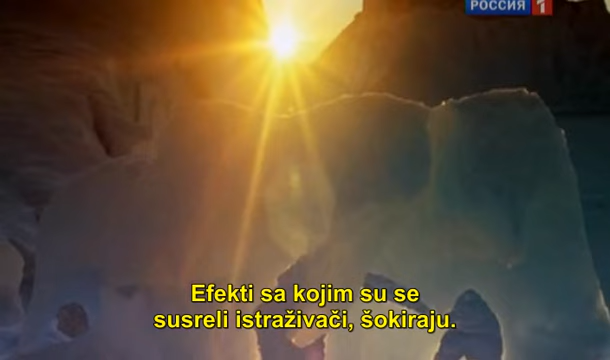 РОССИЯ 1
Efekti sa kojim su se
susreli istraživači, šokiraju.